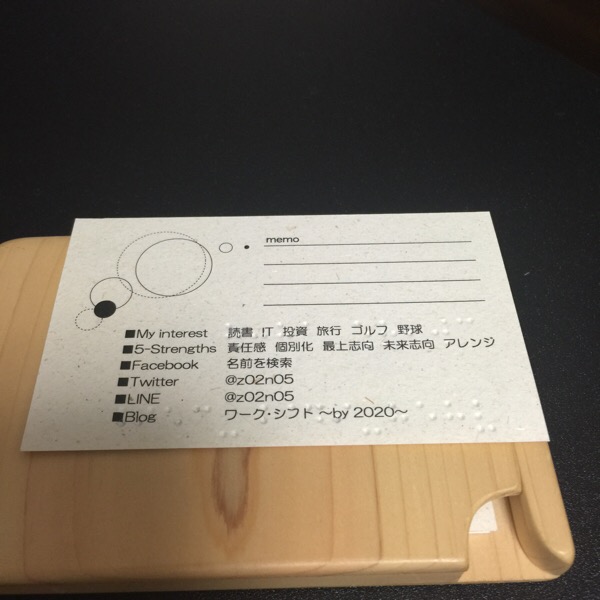 memo
■My interest 読書 IT 投資 旅行 ゴルフ 野球
■5-Strengths 責任感 個別化 最上志向 未来志向 アレンジ
■Facebook 名前を検索
■Twitter @z02n05
■LINE @z02n05
■Blog ワーク・シフト ～by 2020～